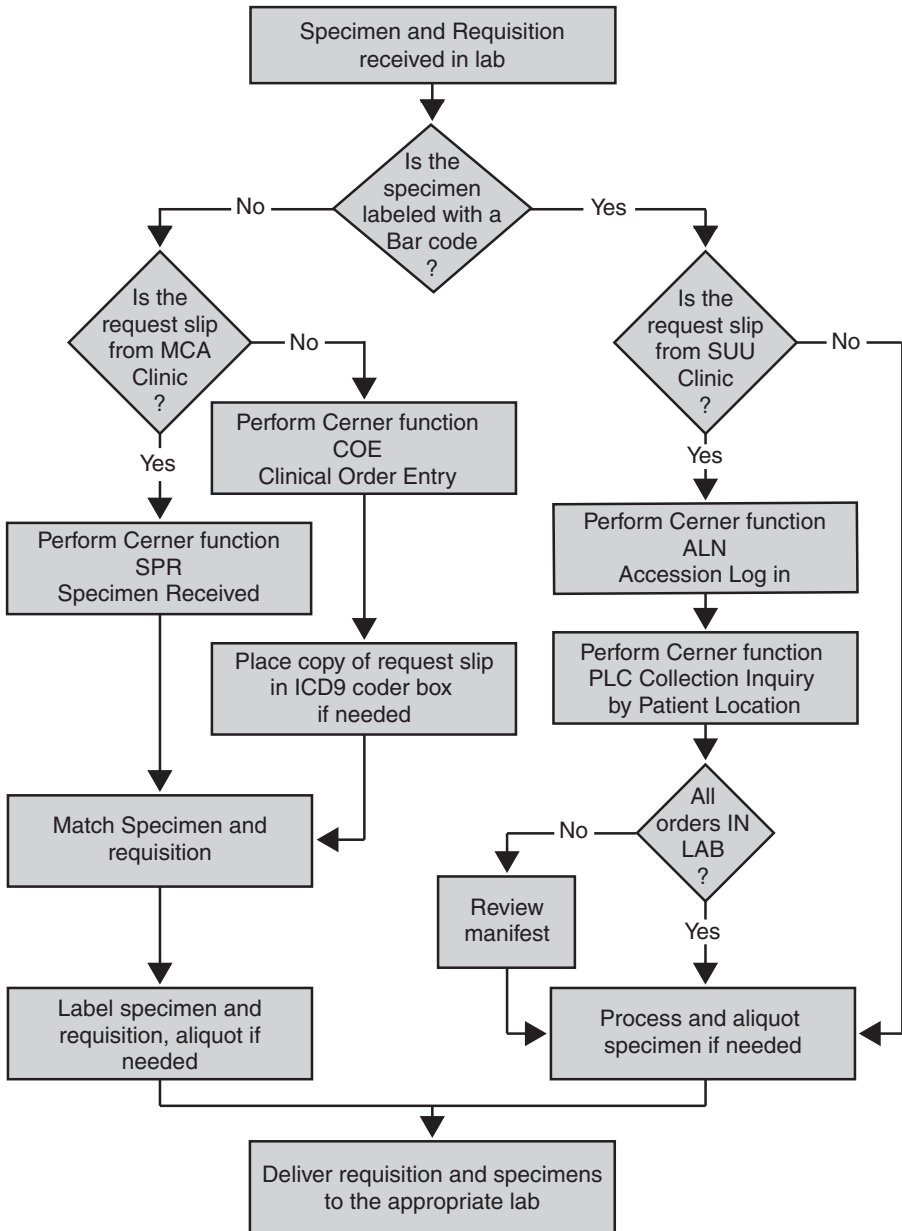 Specimen and Requisition
received in lab
Is the
specimen
labeled with a
Bar code
?
No
Yes
Is the
request slip
from MCA
Clinic
?
No
Yes
Perform Cerner function
COE
Clinical Order Entry
Perform Cerner function
SPR
Specimen Received
Place copy of request slip
in ICD9 coder box
if needed
Match Specimen and
requisition
Label specimen and
requisition, aliquot if
needed
Is the
request slip
from SUU
Clinic
?
No
Yes
Perform Cerner function
ALN
Accession Log in
Perform Cerner function
PLC Collection Inquiry
by Patient Location
All
orders IN
LAB
?
No
Yes
Review
manifest
Process and aliquot
specimen if needed
Deliver requisition and specimens
to the appropriate lab